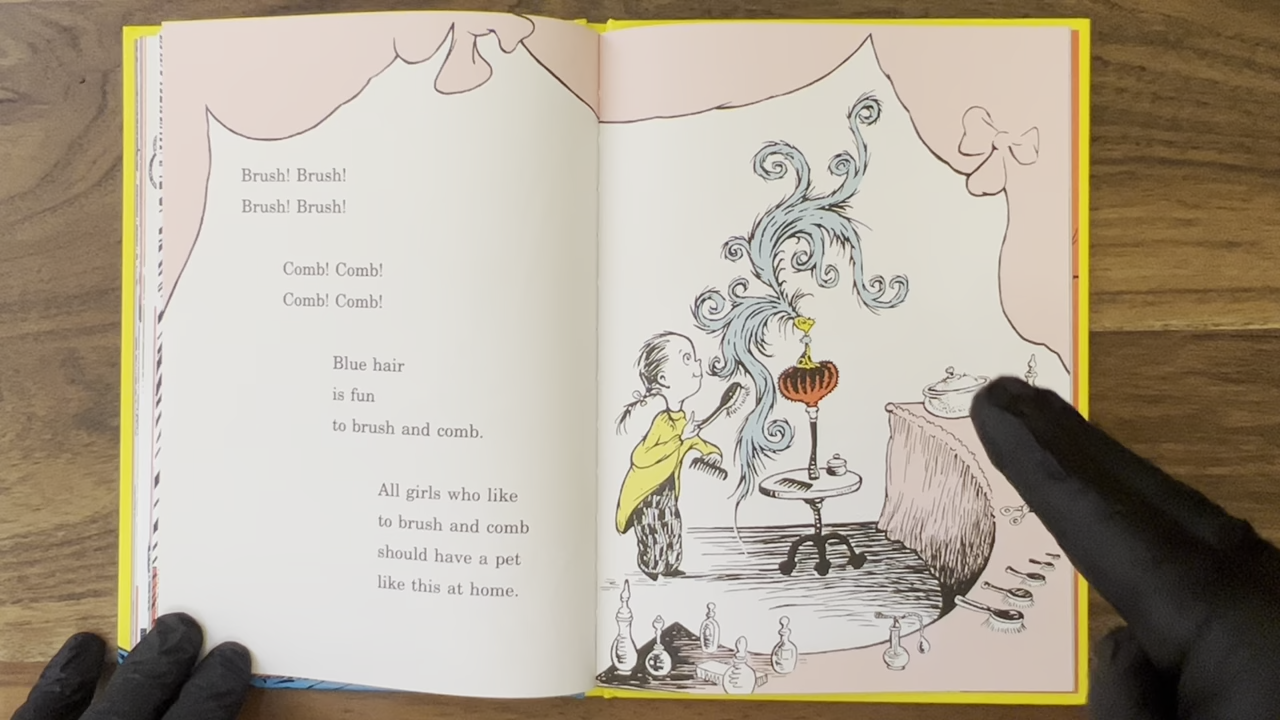 Brush! Brush!
Brush! Brush!
Comb! Comb!
Comb! Comb!
Blue hair
is fun
to brush and comb.
All girls who like
to brush and comb
should have a pet
like this at home.